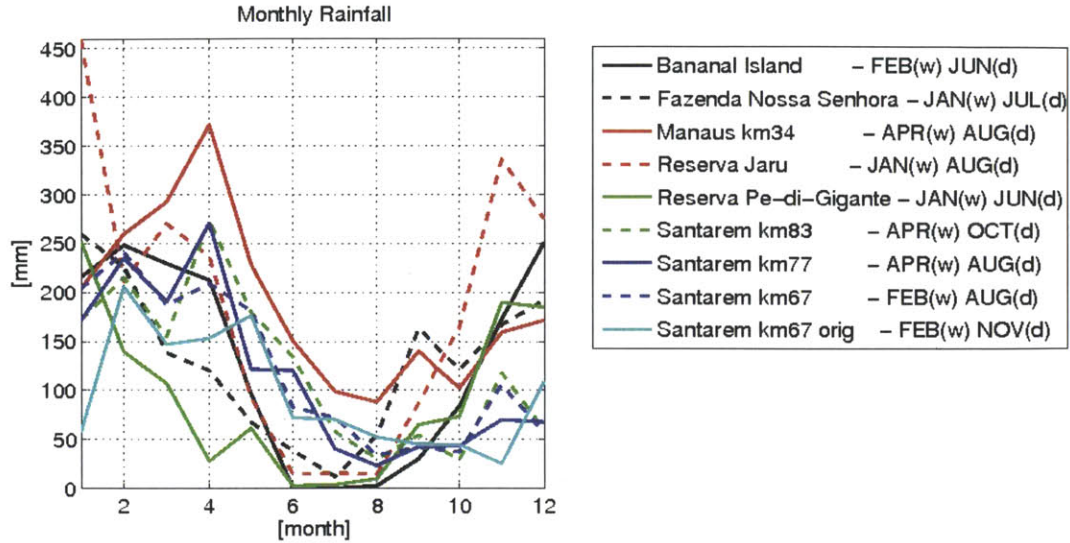 Monthly Rainfall
450
400
350
300
250
200
150
100
50
0
[mm]
2
4
6
8
10
12
[month]
Bananal Island – FEB(w) JUN(d)
Fazenda Nossa Senhora – JAN(w) JUL(d)
Manaus km34 – APR(w) AUG(d)
Reserva Jaru – JAN(w) AUG(d)
Reserva Pe–di–Gigante – JAN(w) JUN(d)
Santarem km83 – APR(w) OCT(d)
Santarem km77 – APR(w) AUG(d)
Santarem km67 – FEB(w) AUG(d)
Santarem km67 orig – FEB(w) NOV(d)